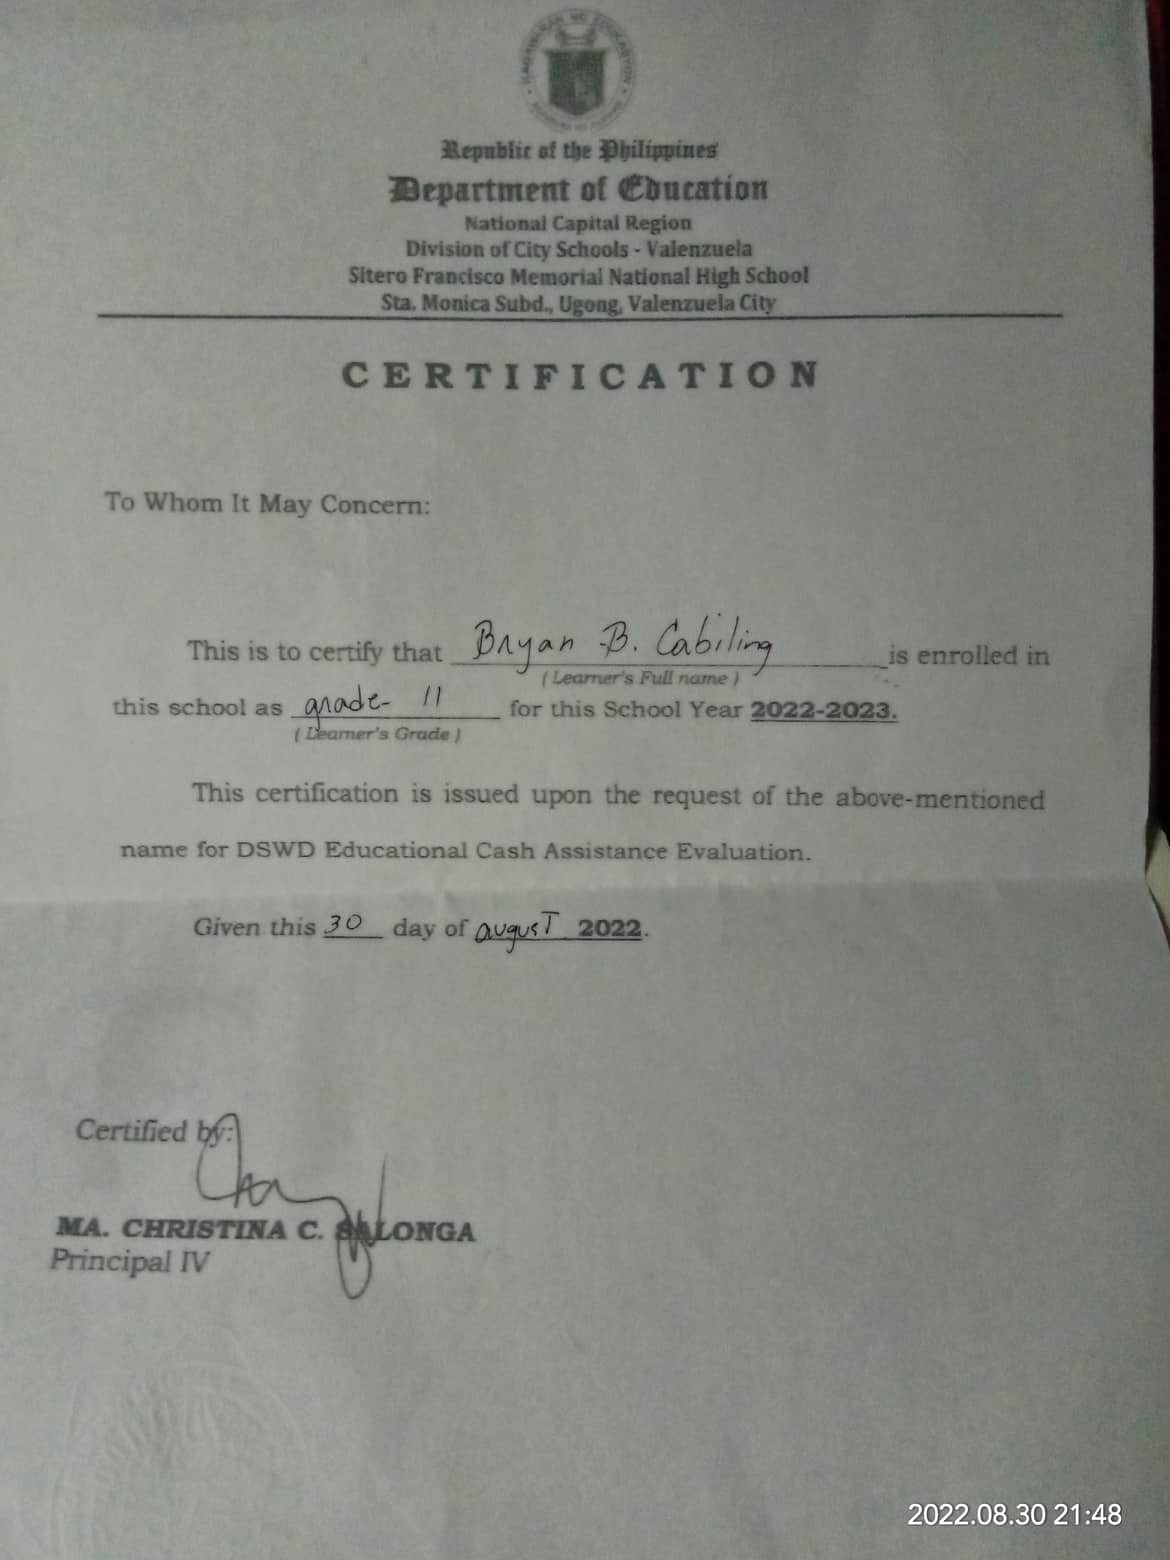 KAGAWARAN NG EDUKASYON
Republic of the Philippines
Department of Education
National Capital Region
Division of City Schools - Valenzuela
Sitero Francisco Memorial National High School
Sta. Monica Subd., Ugong, Valenzuela City
CERTIFICATION
To Whom It May Concern:
This is to certify that Bryan B. Cabiling is enrolled in
( Learner's Full name )
this school as grade- 11 for this School Year 2022-2023.
( Learner's Grade )
This certification is issued upon the request of the above-mentioned
name for DSWD Educational Cash Assistance Evaluation.
Given this 30 day of august 2022.
Certified by:
MA. CHRISTINA C. SALONGA
Principal IV
2022.08.30 21:48